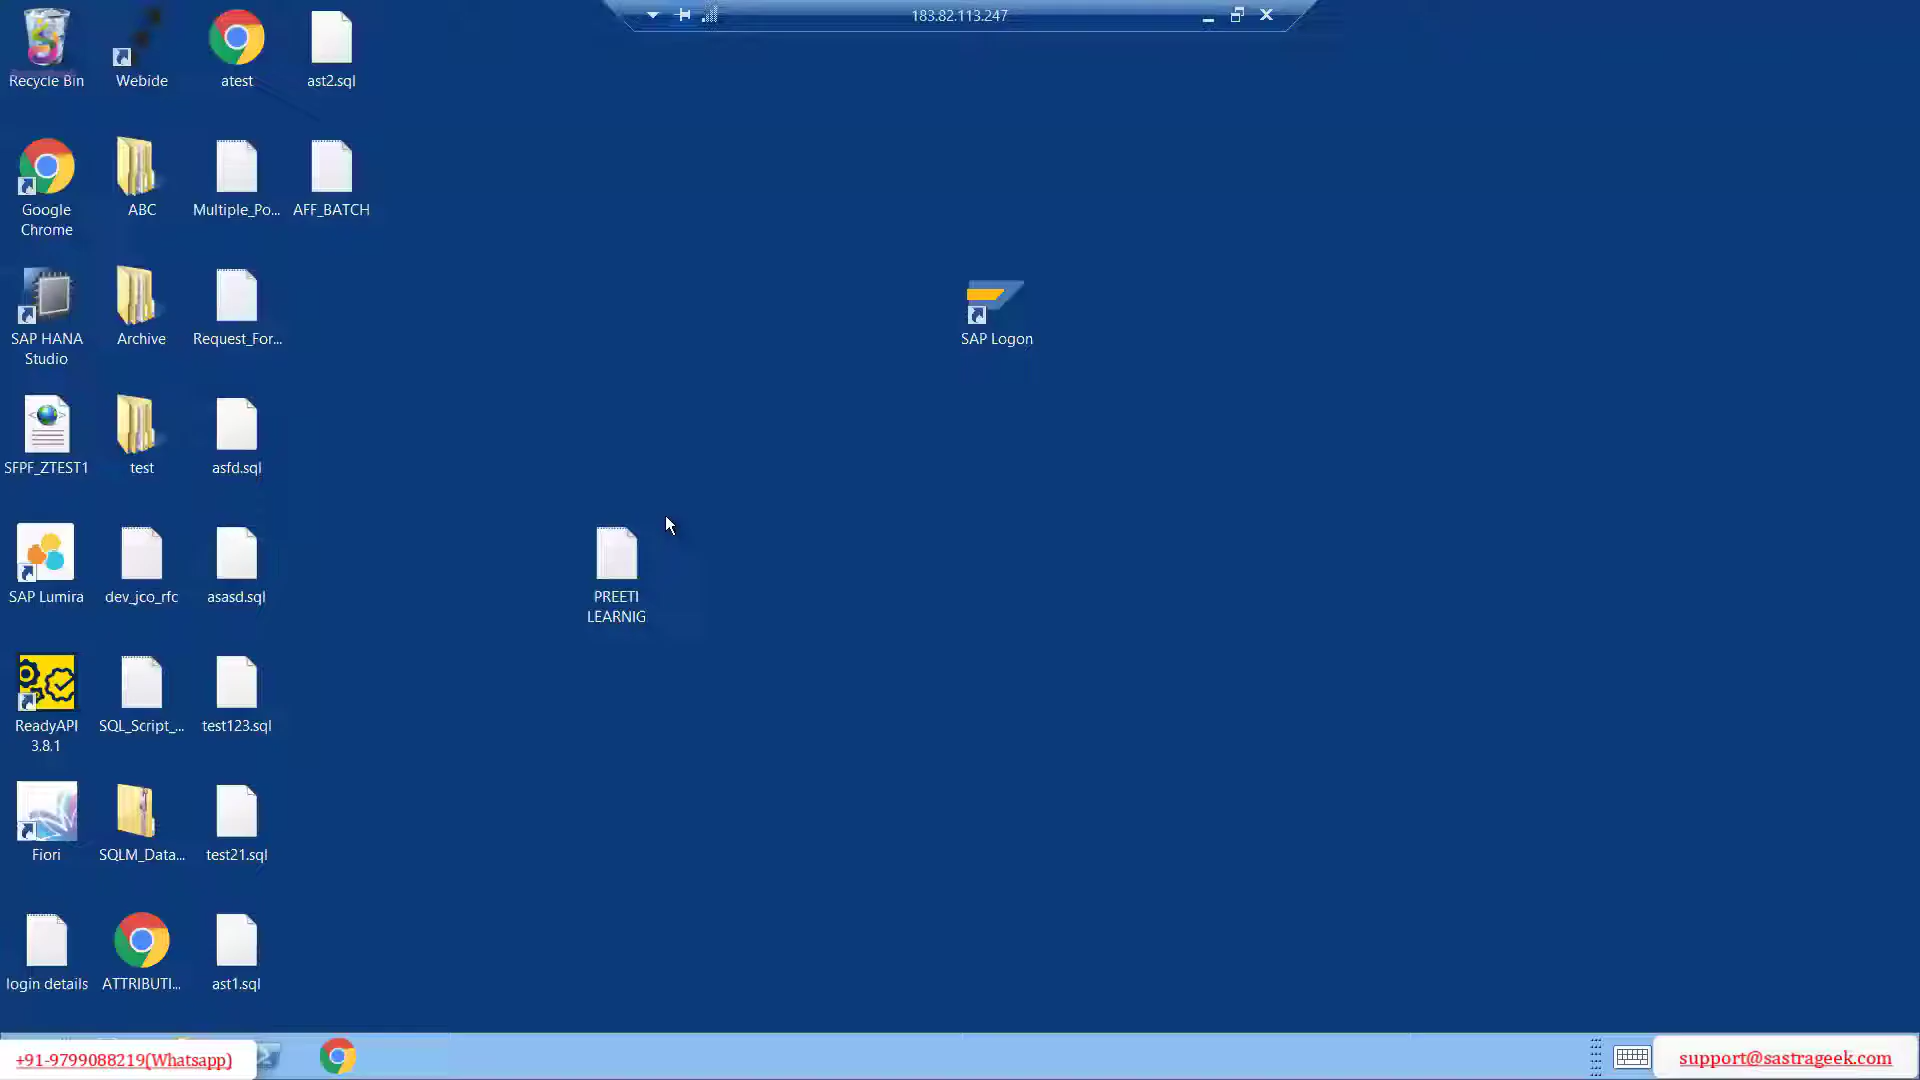 183.82.113.247
Recycle Bin
Webide
atest
ast2.sql
Google
Chrome
ABC
Multiple_Po...
AFF_BATCH
SAP HANA
Studio
Archive
Request_For...
SAP Logon
SFPF_ZTEST1
test
asfd.sql
SAP Lumira
dev_jco_rfc
asasd.sql
PREETI
LEARNIG
ReadyAPI
3.8.1
SQL_Script_...
test123.sql
Fiori
SQLM_Data...
test21.sql
login details
ATTRIBUTI...
ast1.sql
+91-9799088219(Whatsapp)
support@sastrageek.com